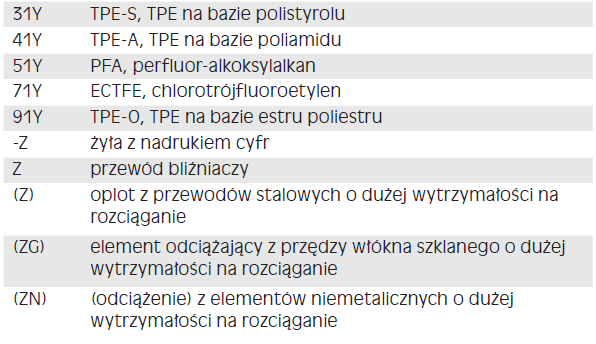 31Y TPE-S, TPE na bazie polistyrolu
41Y TPE-A, TPE na bazie poliamidu
51Y PFA, perfluor-alkoksylalkan
71Y ECTFE, chlorotrójfluoroetylen
91Y TPE-O, TPE na bazie estru poliestru
-Z żyła z nadrukiem cyfr
Z przewód bliźniaczy
(Z) oplot z przewodów stalowych o dużej wytrzymałości na
rozciąganie
(ZG) element odciążający z przędzy włókna szklanego o dużej
wytrzymałości na rozciąganie
(ZN) (odciążenie) z elementów niemetalicznych o dużej
wytrzymałości na rozciąganie